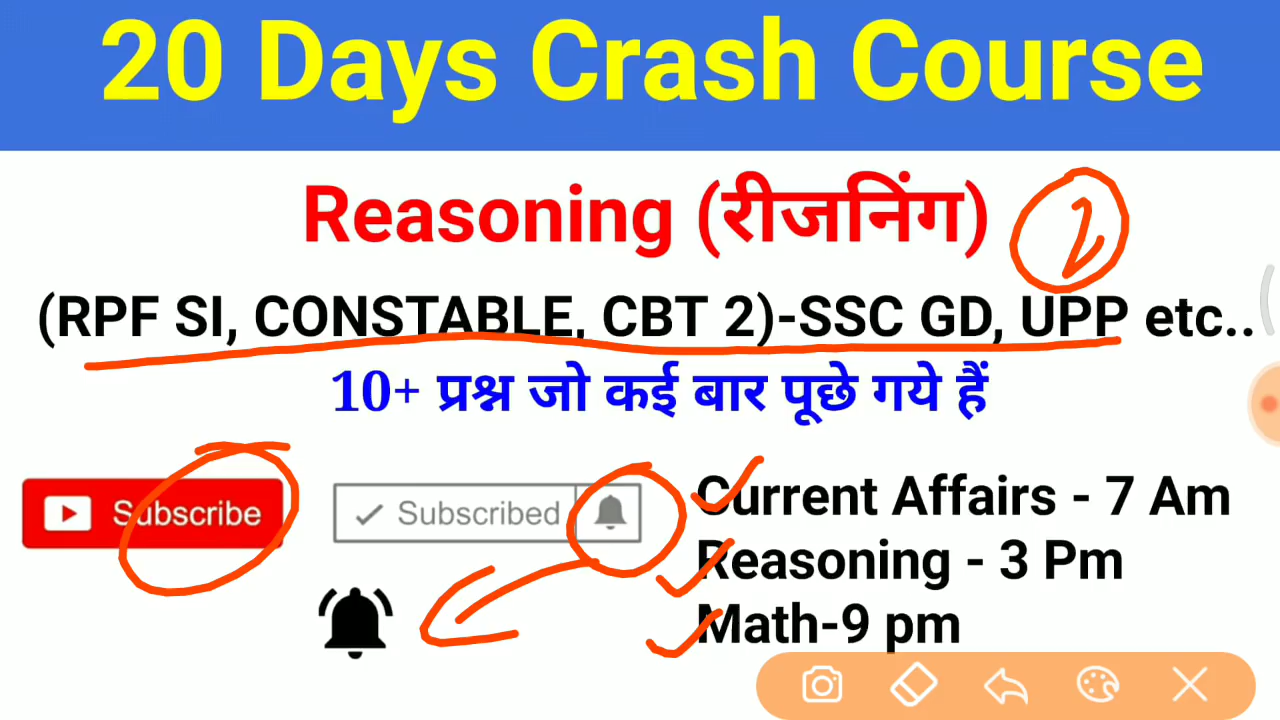 20 Days Crash Course
Reasoning (रीजनिंग) 2
(RPF SI, CONSTABLE, CBT 2)-SSC GD, UPP etc..
10+ प्रश्न जो कई बार पूछे गये हैं
Subscribe
Subscribed
Current Affairs - 7 Am
Reasoning - 3 Pm
Math-9 pm